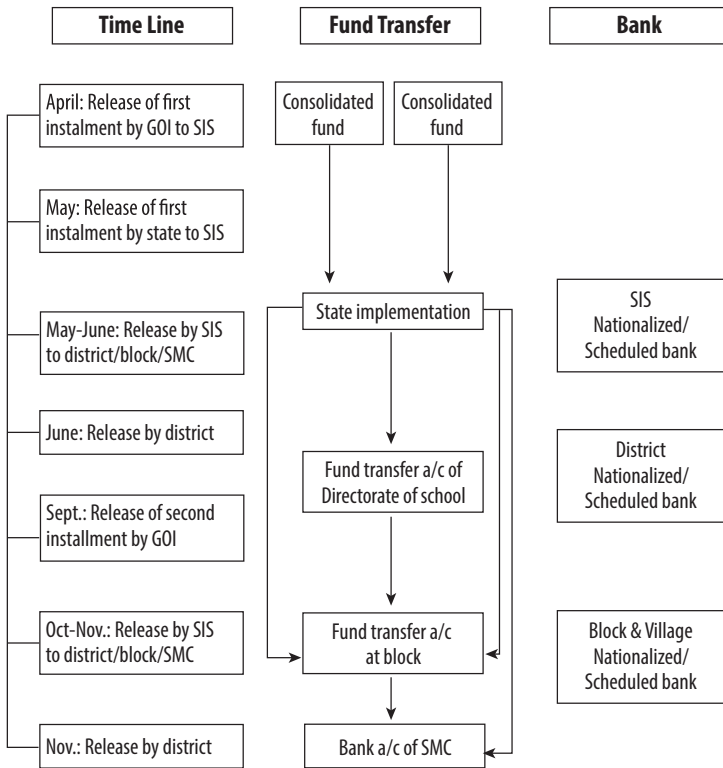 Time Line
Fund Transfer
Bank
April: Release of first
instalment by GOI to SIS
May: Release of first
instalment by state to SIS
May-June: Release by SIS
to district/block/SMC
June: Release by district
Sept.: Release of second
installment by GOI
Oct-Nov.: Release by SIS
to district/block/SMC
Nov.: Release by district
Consolidated
fund
Consolidated
fund
State implementation
Fund transfer a/c of
Directorate of school
Fund transfer a/c
at block
Bank a/c of SMC
SIS
Nationalized/
Scheduled bank
District
Nationalized/
Scheduled bank
Block & Village
Nationalized/
Scheduled bank